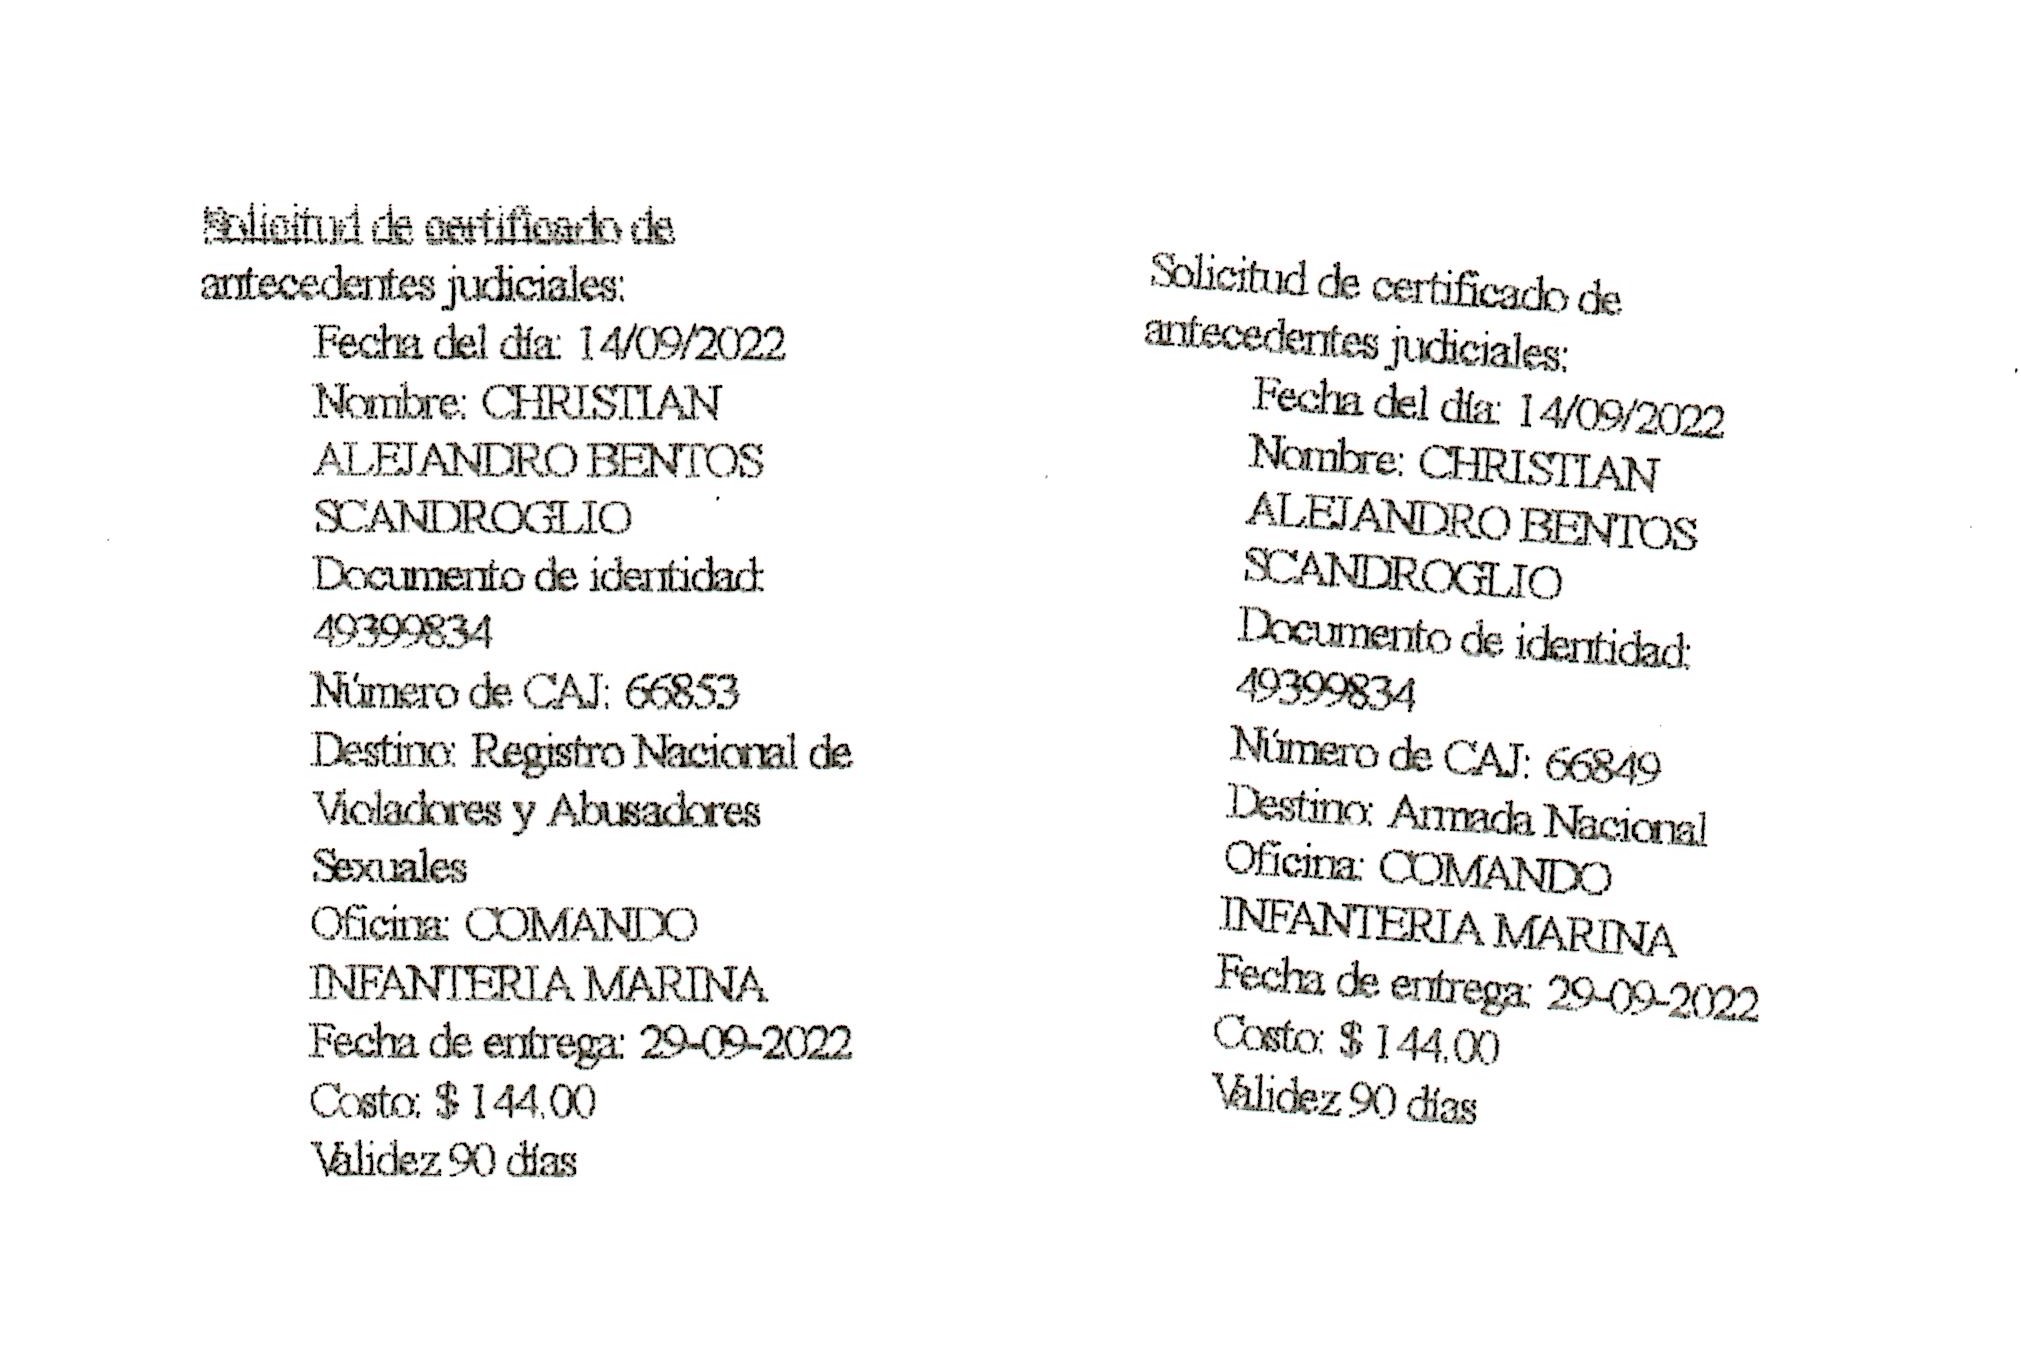 Solicitud de certificado de
antecedentes judiciales:
Fecha del día: 14/09/2022
Nombre: CHRISTIAN
ALEJANDRO BENTOS
SCANDROGLIO
Documento de identidad:
49399834
Número de CAJ: 66853
Destino: Registro Nacional de
Violadores y Abusadores
Sexuales
Oficina: COMANDO
INFANTERIA MARINA
Fecha de entrega: 29-09-2022
Costo: $ 144.00
Validez 90 días
Solicitud de certificado de
antecedentes judiciales:
Fecha del día: 14/09/2022
Nombre: CHRISTIAN
ALEJANDRO BENTOS
SCANDROGLIO
Documento de identidad:
49399834
Número de CAJ: 66849
Destino: Armada Nacional
Oficina: COMANDO
INFANTERIA MARINA
Fecha de entrega: 29-09-2022
Costo: $ 144.00
Validez 90 días